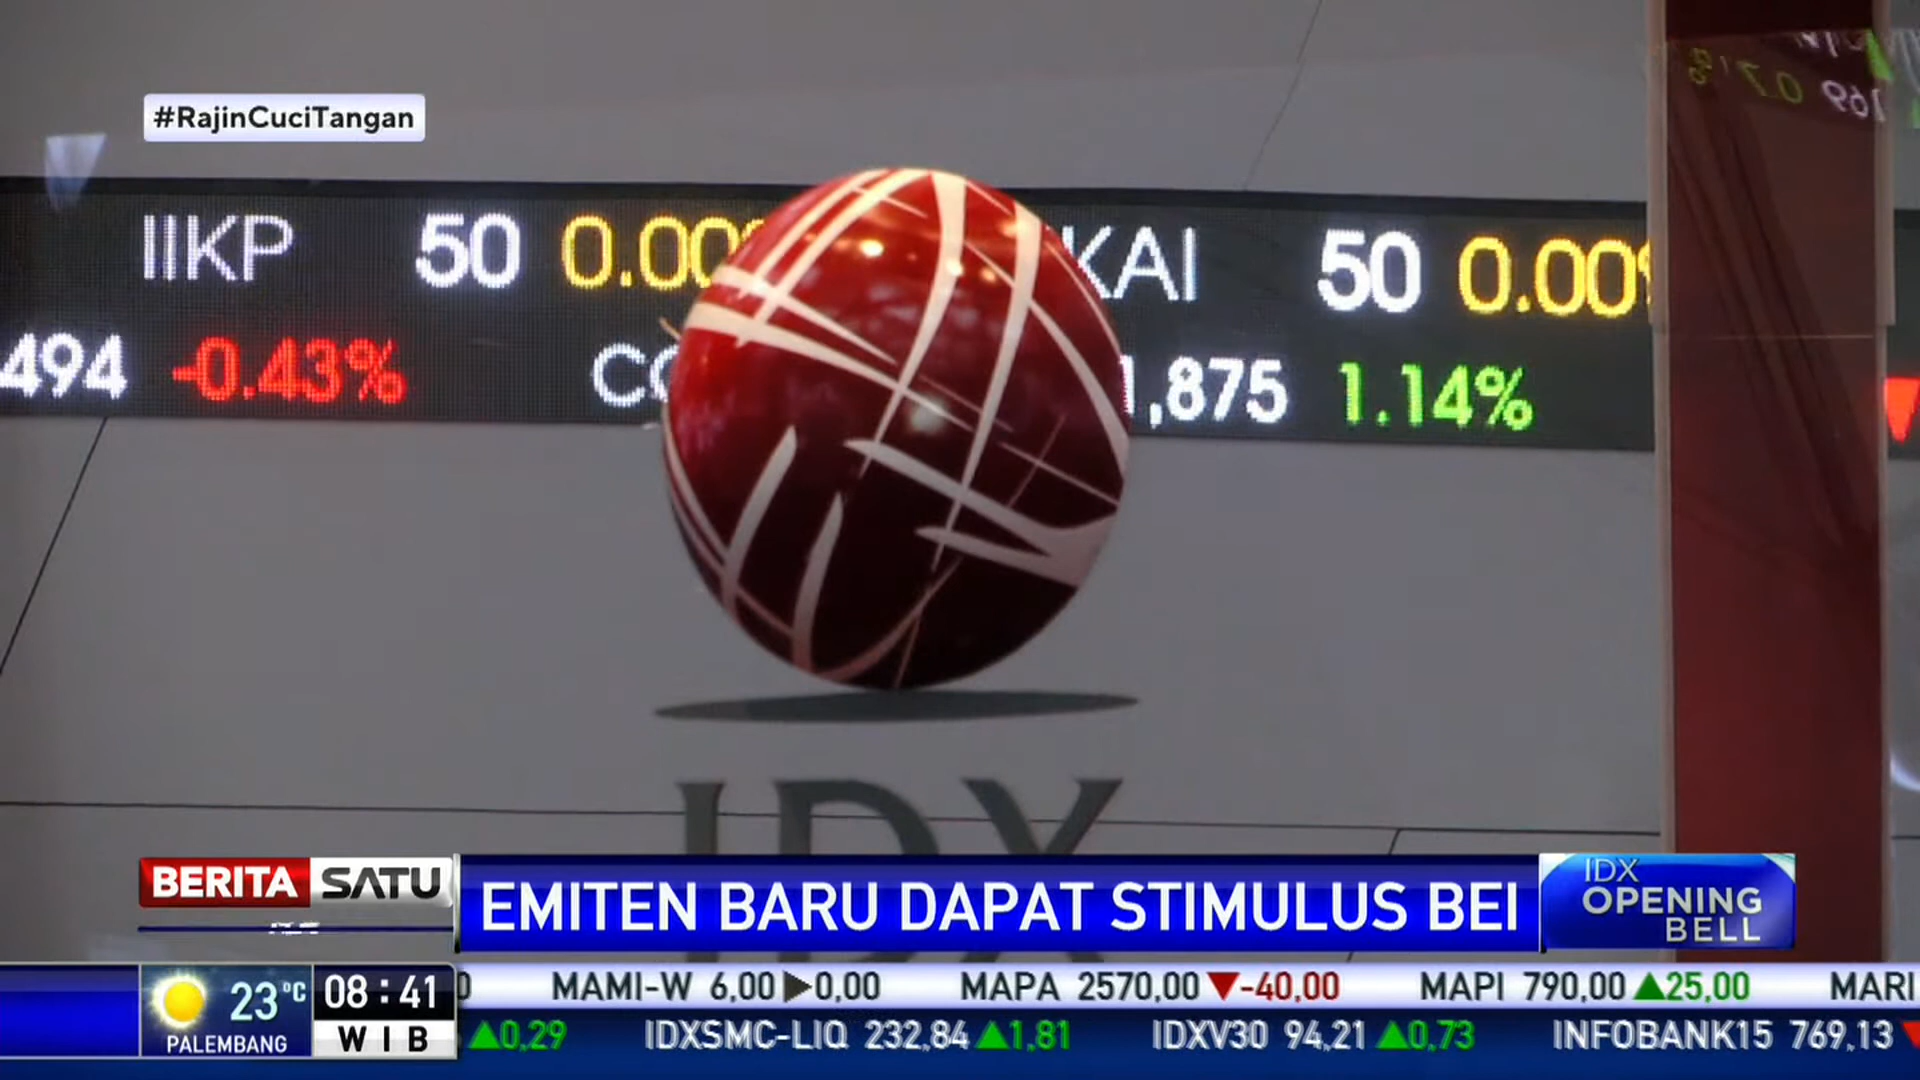 #RajinCuciTangan
IIKP 50 0.00 KAI 50 0.00%
494 -0.43% 1,875 1.14%
IDX
BERITA SATU
EMITEN BARU DAPAT STIMULUS BEI
IDX
OPENING
BELL
23°C
PALEMBANG
08:41
WIB
MAMI-W 6,00 ▶0,00 MAPA 2570,00 ▼-40,00 MAPI 790,00 ▲25,00 MARI
▲0,29 IDXSMC-LIQ 232,84 ▲1,81 IDXV30 94,21 ▲0,73 INFOBANK15 769,13